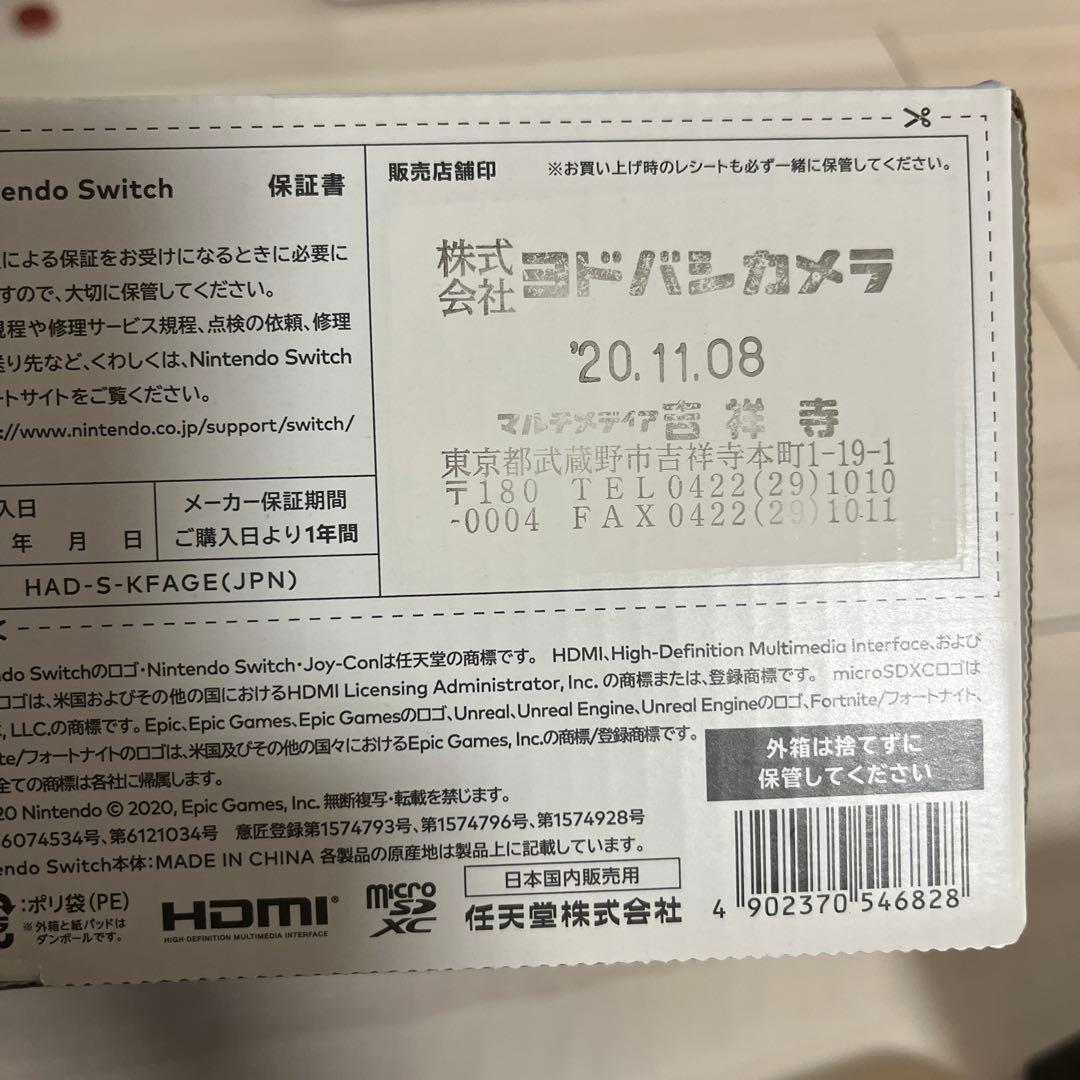 endo Switch 保証書
による保証をお受けになるときに必要に
すので、大切に保管してください。
規程や修理サービス規程、点検の依頼、修理
送り先など、くわしくは、Nintendo Switch
ートサイトをご覧ください。
://www.nintendo.co.jp/support/switch/
入日
年 月 日
メーカー保証期間
ご購入日より1年間
HAD-S-KFAGE(JPN)
販売店舗印 ※お買い上げ時のレシートも必ず一緒に保管してください。
株式会社ヨドバシカメラ
'20.11.08
マルチメディア吉祥寺
東京都武蔵野市吉祥寺本町1-19-1
〒180 TEL0422(29)1010
-0004 FAX0422(29)1011
do Switchのロゴ・Nintendo Switch・Joy-Conは任天堂の商標です。 HDMI、High-Definition Multimedia Interface、および
ロゴは、米国およびその他の国におけるHDMI Licensing Administrator, Inc. の商標または、登録商標です。 microSDXCロゴは
, LLC.の商標です。Epic、Epic Games、Epic Gamesのロゴ、Unreal、Unreal Engine、Unreal Engineのロゴ、Fortnite/フォートナイト、
te/フォートナイトのロゴは、米国及びその他の国々におけるEpic Games, Inc.の商標/登録商標です。
全ての商標は各社に帰属します。
20 Nintendo © 2020, Epic Games, Inc. 無断複写・転載を禁じます。
6074534号、第6121034号 意匠登録第1574793号、第1574796号、第1574928号
endo Switch本体：MADE IN CHINA 各製品の原産地は製品上に記載しています。
外箱は捨てずに
保管してください
:ポリ袋(PE)
※外箱と紙パッドは
ダンボールです。
HDMI®
HIGH-DEFINITION MULTIMEDIA INTERFACE
micro
SD
XC
日本国内販売用
任天堂株式会社
4 902370 546828